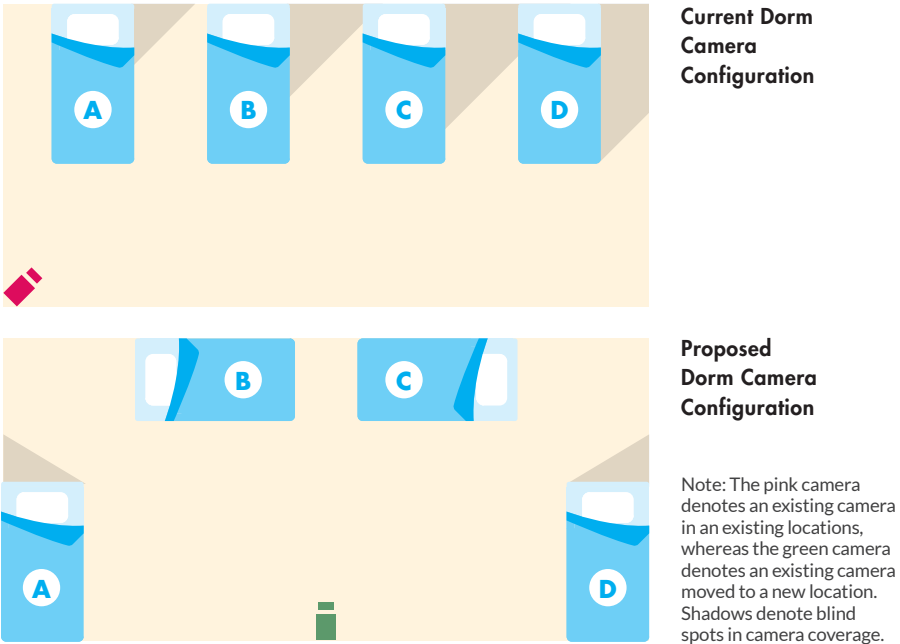 Current Dorm
Camera
Configuration
A
B
C
D
Proposed
Dorm Camera
Configuration
B
C
A
D
Note: The pink camera
denotes an existing camera
in an existing locations,
whereas the green camera
denotes an existing camera
moved to a new location.
Shadows denote blind
spots in camera coverage.